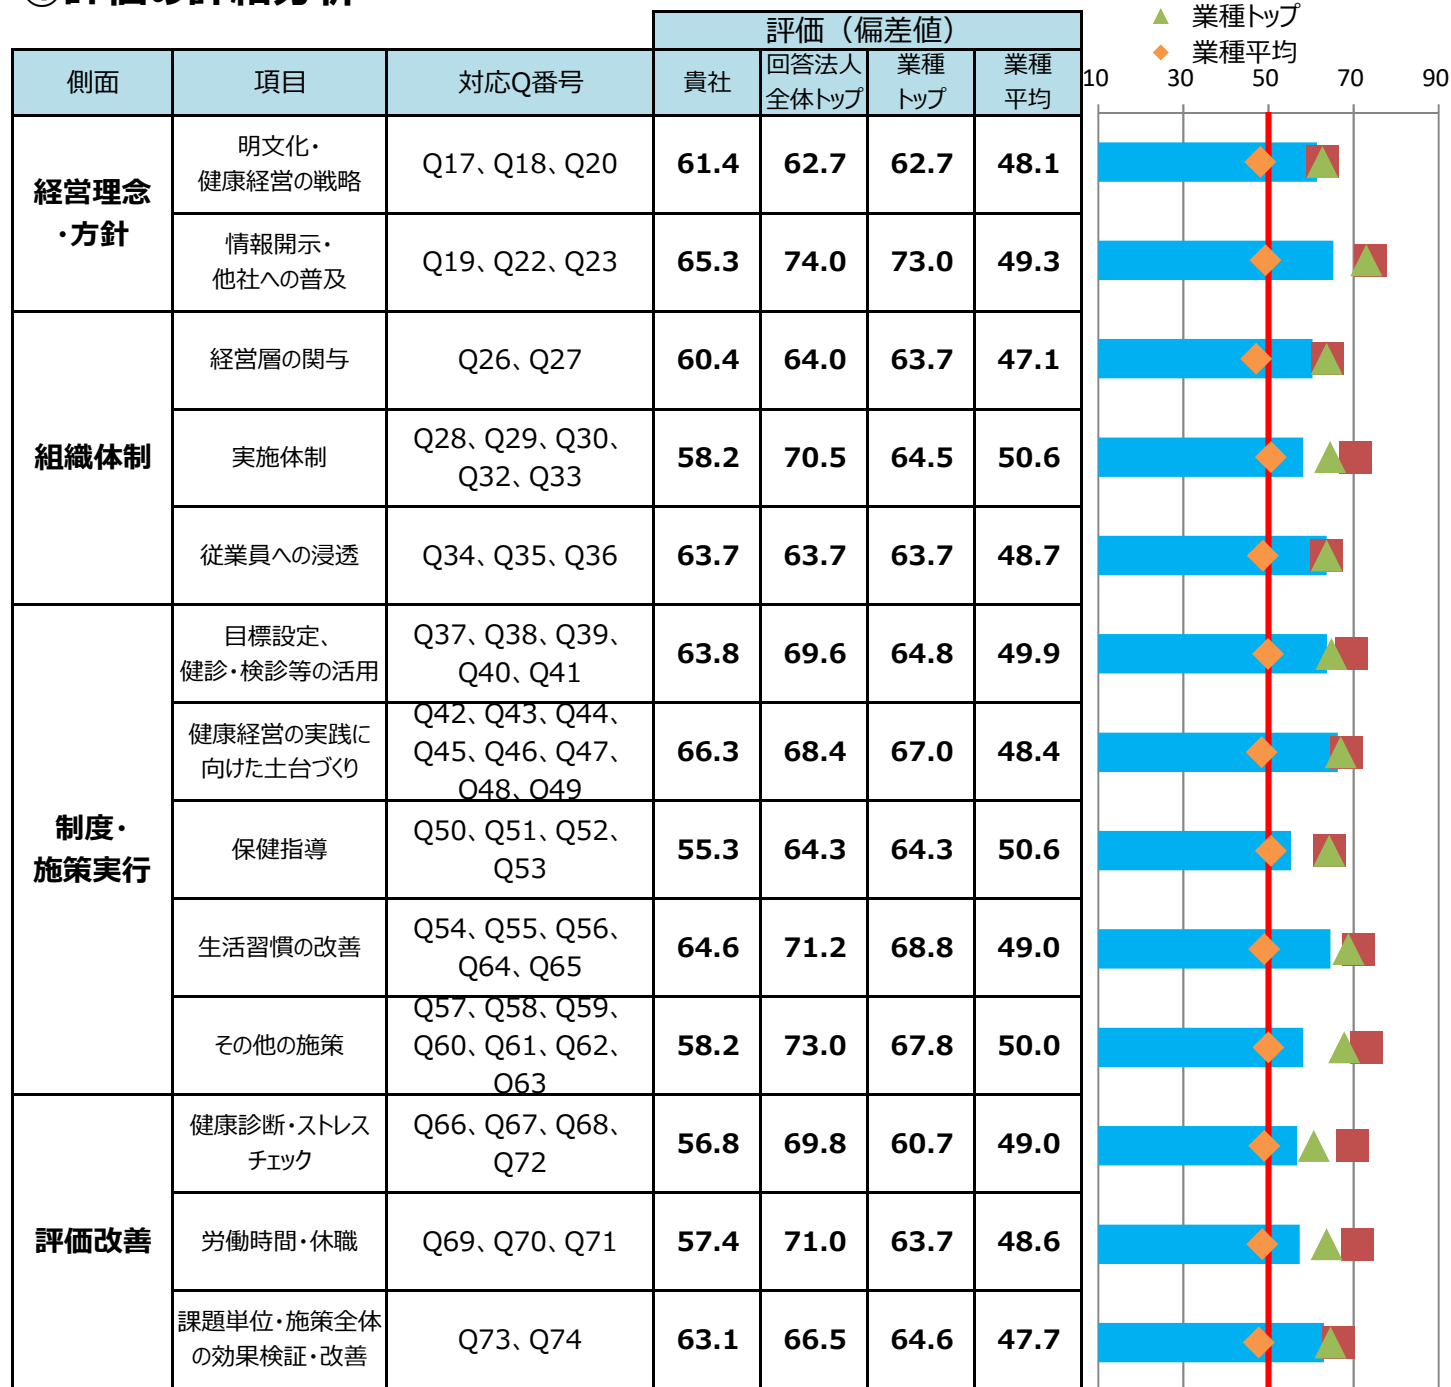 評価（偏差値）
側面 項目 対応Q番号 貴社 回答法人 業種 業種
全体トップ トップ 平均
▲ 業種トップ
◆ 業種平均
10 30 50 70 90
経営理念
・方針
明文化・
健康経営の戦略
Q17、Q18、Q20 61.4 62.7 62.7 48.1
情報開示・
他社への普及
Q19、Q22、Q23 65.3 74.0 73.0 49.3
組織体制
経営層の関与 Q26、Q27 60.4 64.0 63.7 47.1
実施体制
Q28、Q29、Q30、
Q32、Q33
58.2 70.5 64.5 50.6
従業員への浸透 Q34、Q35、Q36 63.7 63.7 63.7 48.7
制度・
施策実行
目標設定、
健診・検診等の活用
Q37、Q38、Q39、
Q40、Q41
63.8 69.6 64.8 49.9
健康経営の実践に
向けた土台づくり
Q42、Q43、Q44、
Q45、Q46、Q47、
Q48、Q49
66.3 68.4 67.0 48.4
保健指導
Q50、Q51、Q52、
Q53
55.3 64.3 64.3 50.6
生活習慣の改善
Q54、Q55、Q56、
Q64、Q65
64.6 71.2 68.8 49.0
その他の施策
Q57、Q58、Q59、
Q60、Q61、Q62、
Q63
58.2 73.0 67.8 50.0
評価改善
健康診断・ストレス
チェック
Q66、Q67、Q68、
Q72
56.8 69.8 60.7 49.0
労働時間・休職 Q69、Q70、Q71 57.4 71.0 63.7 48.6
課題単位・施策全体
の効果検証・改善
Q73、Q74 63.1 66.5 64.6 47.7